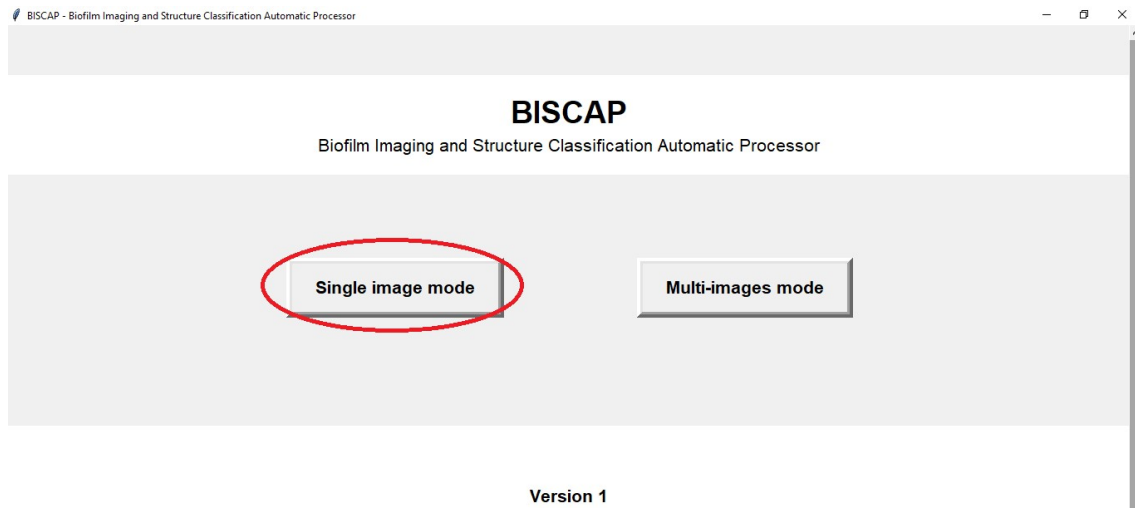 BISCAP - Biofilm Imaging and Structure Classification Automatic Processor
BISCAP
Biofilm Imaging and Structure Classification Automatic Processor
Single image mode
Multi-images mode
Version 1